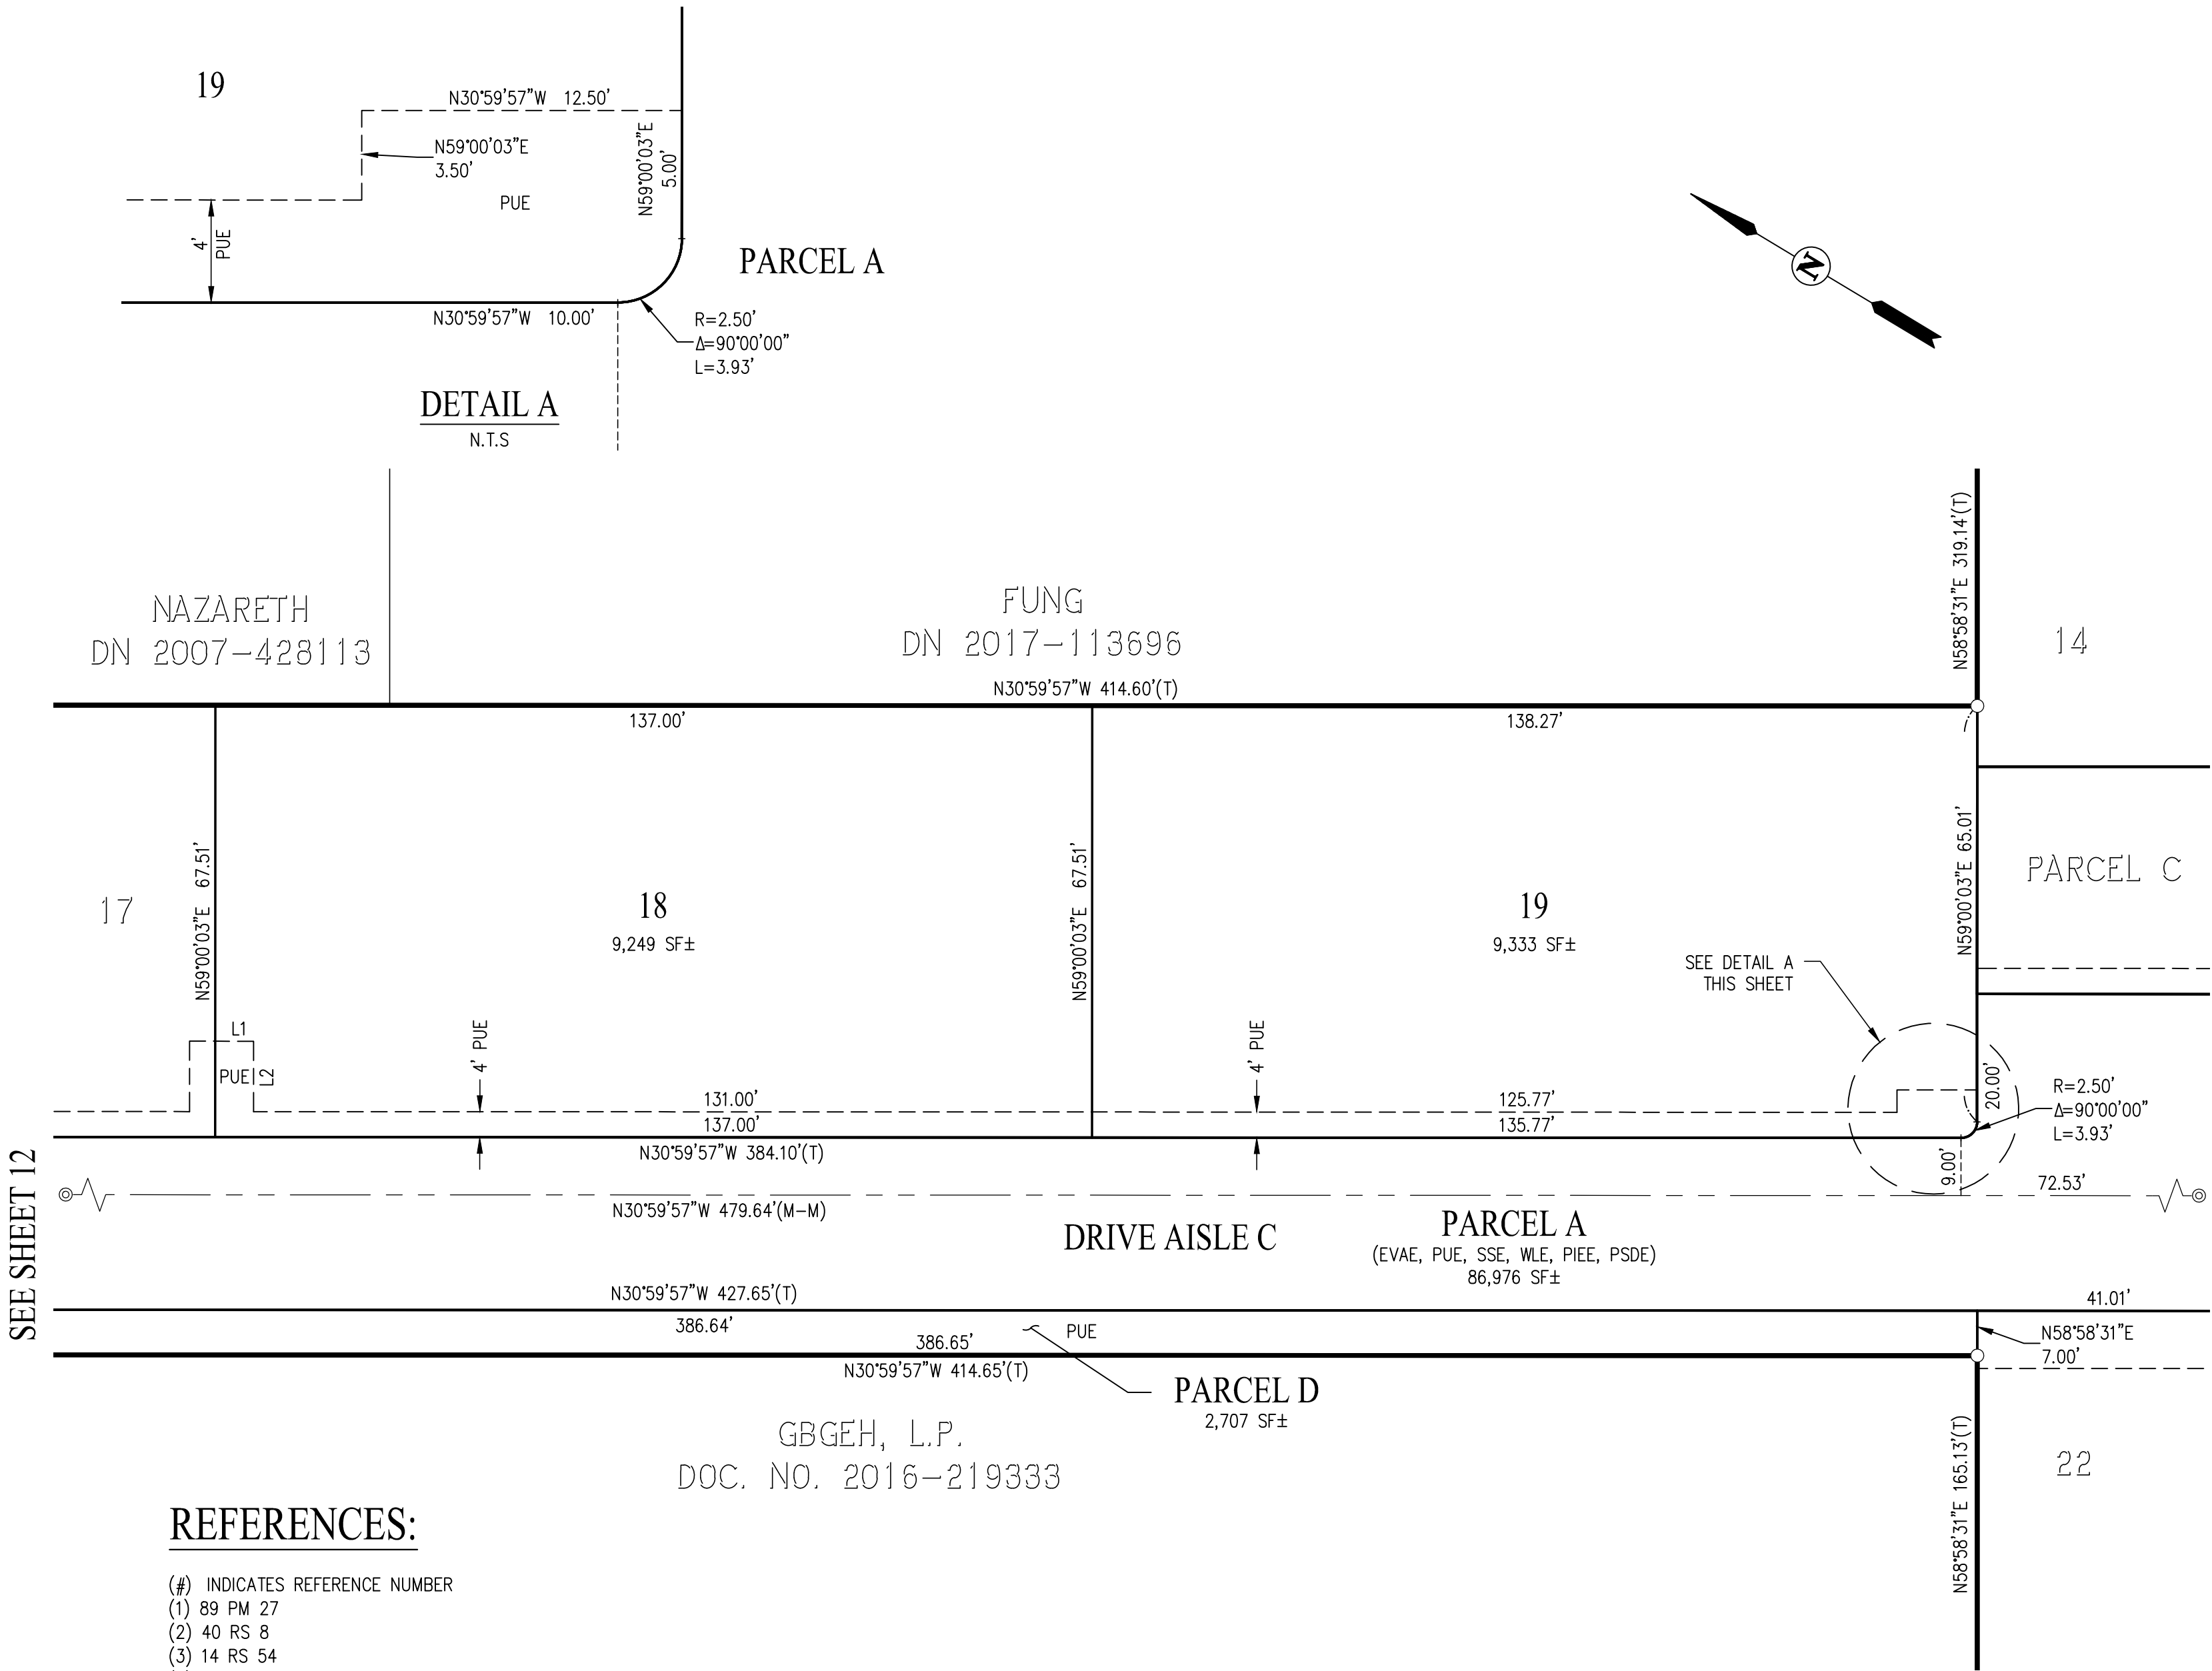 19
N30°59'57"W 12.50'
N59°00'03"E
3.50'
N59°00'03"E
5.00'
PUE
4'
PUE
PARCEL A
N30°59'57"W 10.00'
R=2.50'
Δ=90°00'00"
L=3.93'
DETAIL A
N.T.S
N
NAZARETH
DN 2007-428113
FUNG
DN 2017-113696
N58°58'31"E 319.14'(T)
14
N30°59'57"W 414.60'(T)
137.00'
138.27'
17
N59°00'03"E 67.51'
18
9,249 SF±
N59°00'03"E 67.51'
19
9,333 SF±
N59°00'03"E 65.01'
PARCEL C
SEE DETAIL A
THIS SHEET
L1
PUE
L2
4' PUE
4' PUE
131.00'
125.77'
137.00'
135.77'
20.00'
R=2.50'
Δ=90°00'00"
L=3.93'
N30°59'57"W 384.10'(T)
9.00'
72.53'
SEE SHEET 12
N30°59'57"W 479.64'(M-M)
DRIVE AISLE C
PARCEL A
(EVAE, PUE, SSE, WLE, PIEE, PSDE)
86,976 SF±
N30°59'57"W 427.65'(T)
41.01'
386.64'
PUE
386.65'
N58°58'31"E
7.00'
N30°59'57"W 414.65'(T)
PARCEL D
2,707 SF±
GBGEH, L.P.
DOC. NO. 2016-219333
N58°58'31"E 165.13'(T)
22
REFERENCES:
(#) INDICATES REFERENCE NUMBER
(1) 89 PM 27
(2) 40 RS 8
(3) 14 RS 54